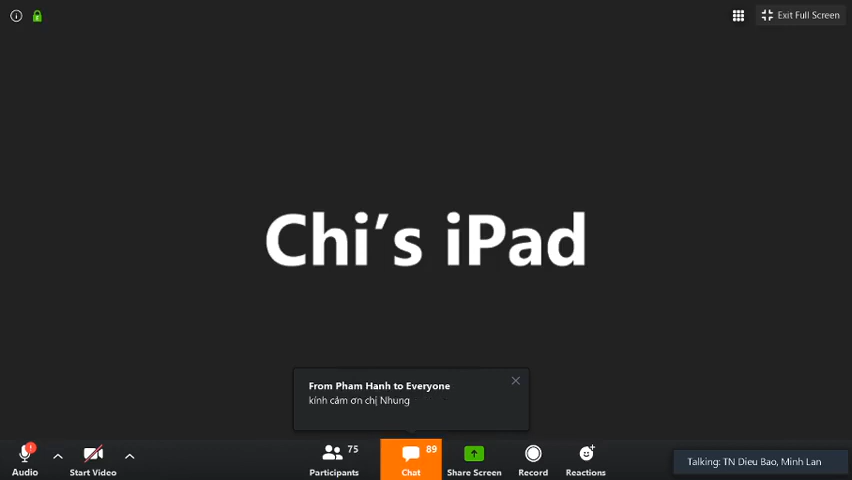 Exit Full Screen
Chi's iPad
From Pham Hanh to Everyone
kính cảm ơn chị Nhung
75
89
Audio
Start Video
Participants
Chat
Share Screen
Record
Reactions
Talking: TN Dieu Bao, Minh Lan